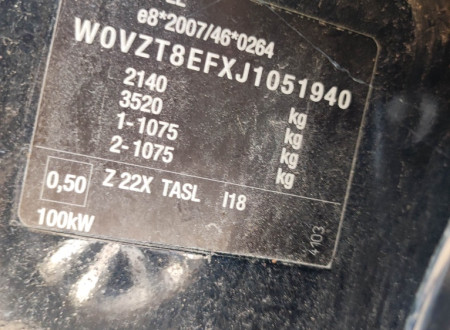 e8*2007/46*0264
W0VZT8EFXJ1051940
2140 kg
3520 kg
1-1075 kg
2-1075 kg
0,50 Z 22X TASL I18
100kW
4103